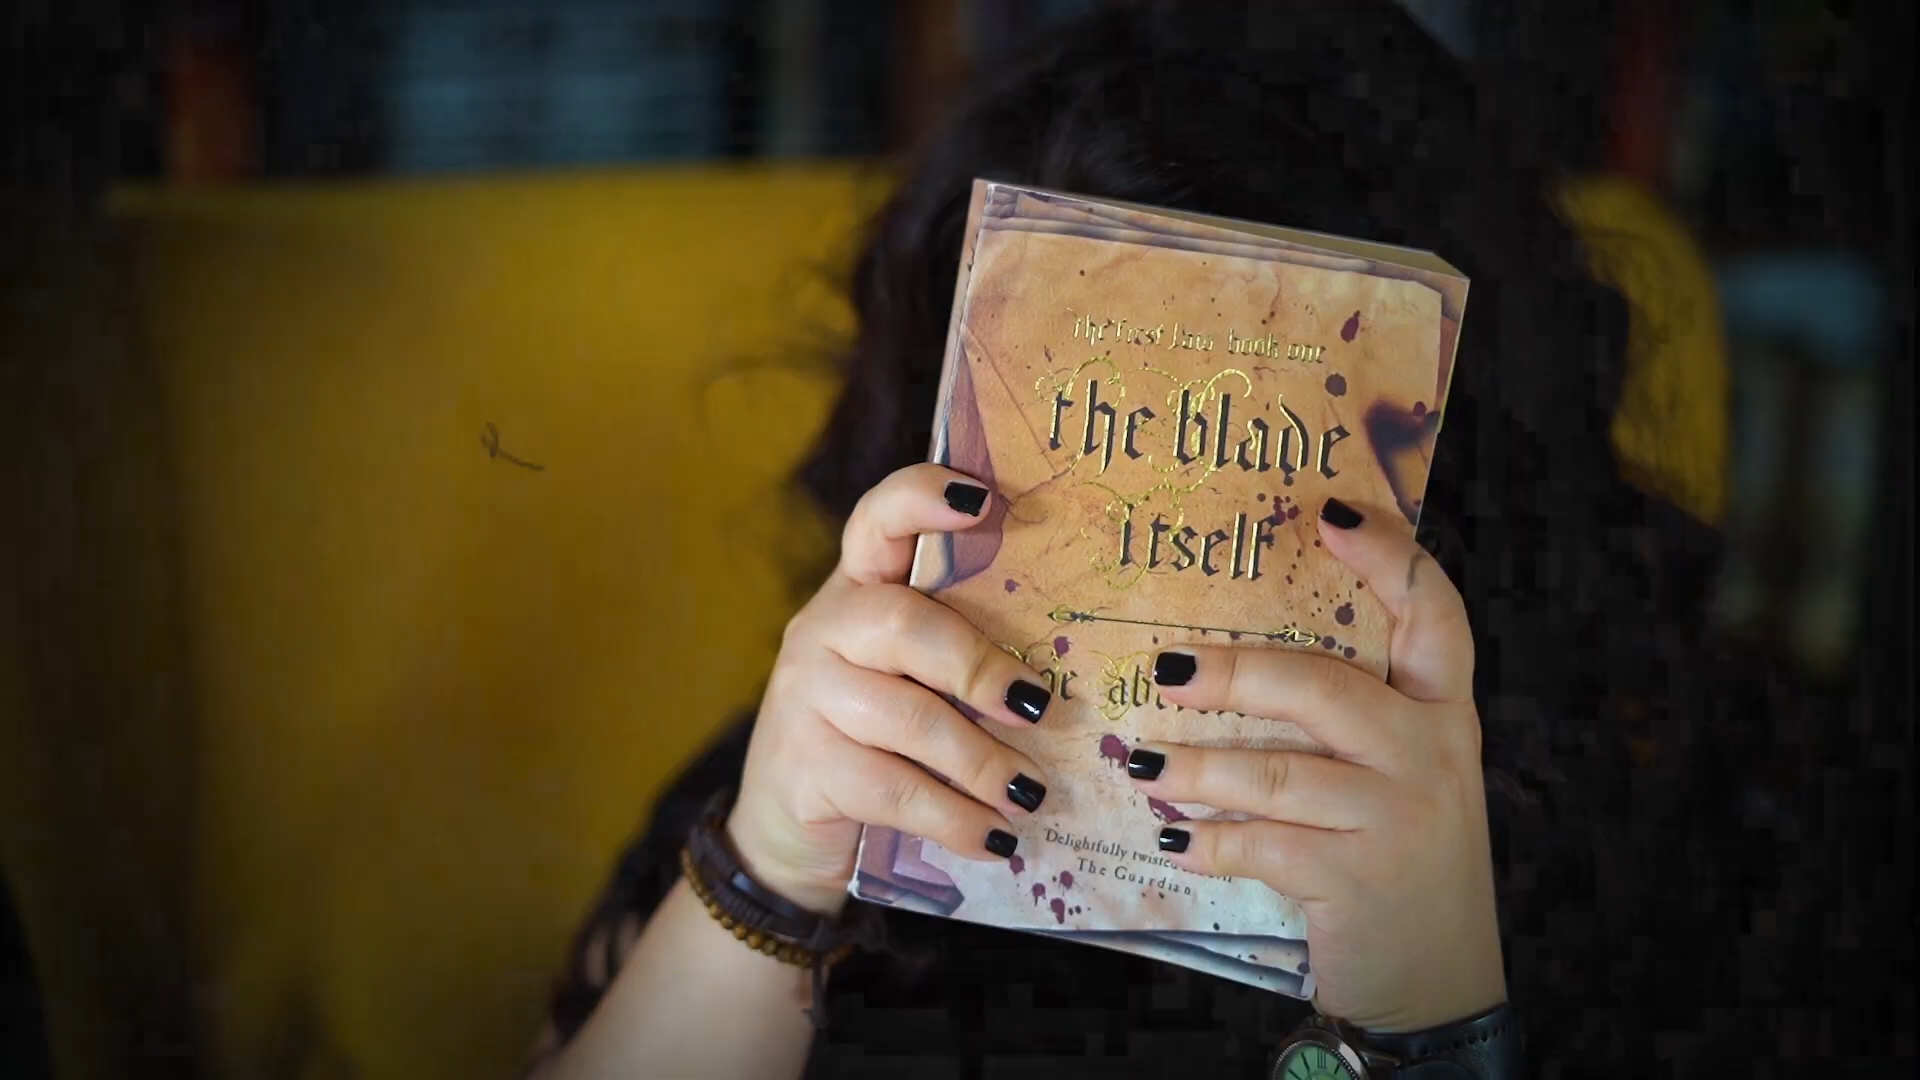 the first law book one
the blade
itself
Delightfully twisted
The Guardian